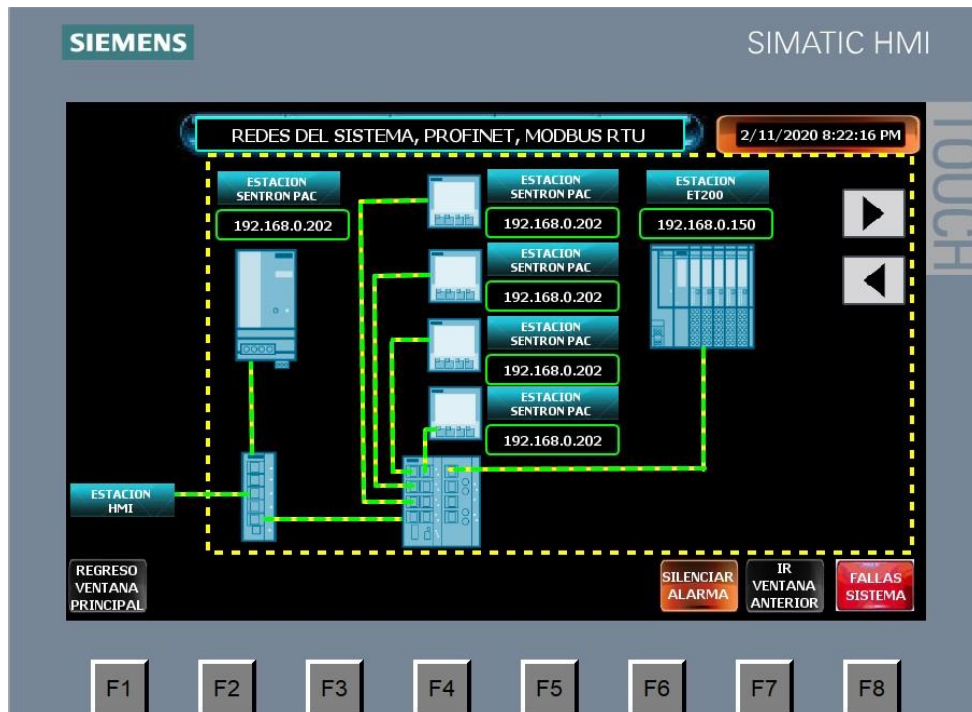 SIEMENS
SIMATIC HMI
TOUCH
REDES DEL SISTEMA, PROFINET, MODBUS RTU
2/11/2020 8:22:16 PM
ESTACION
SENTRON PAC
192.168.0.202
ESTACION
SENTRON PAC
192.168.0.202
ESTACION
ET200
192.168.0.150
ESTACION
SENTRON PAC
192.168.0.202
ESTACION
SENTRON PAC
192.168.0.202
ESTACION
SENTRON PAC
192.168.0.202
ESTACION
HMI
REGRESO
VENTANA
PRINCIPAL
SILENCIAR
ALARMA
IR
VENTANA
ANTERIOR
FALLAS
SISTEMA
F1
F2
F3
F4
F5
F6
F7
F8